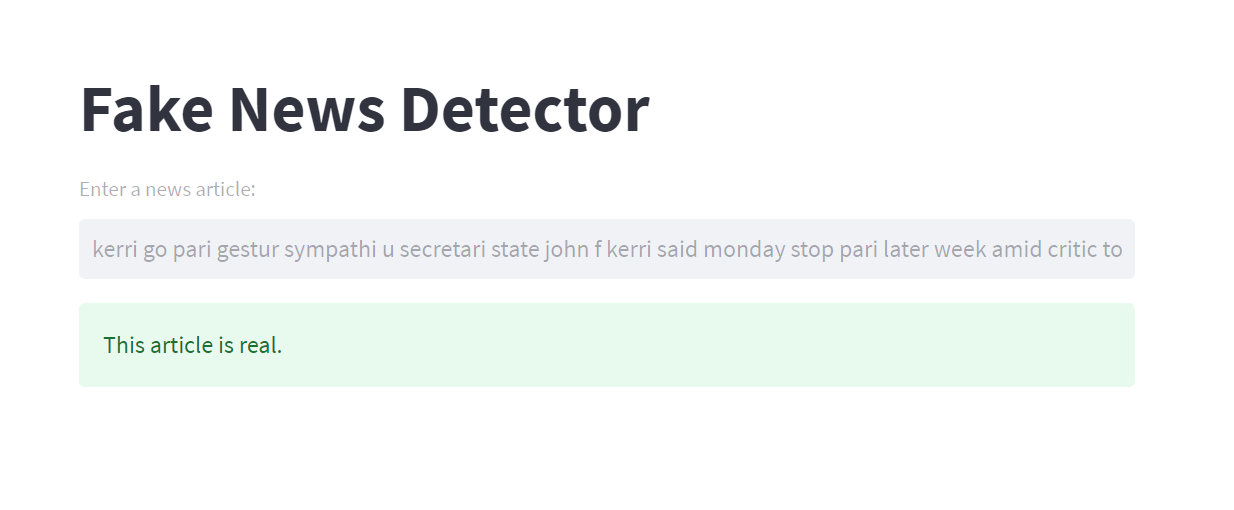 Fake News Detector
Enter a news article:
kerri go pari gestur sympathi u secretari state john f kerri said monday stop pari later week amid critic to
This article is real.